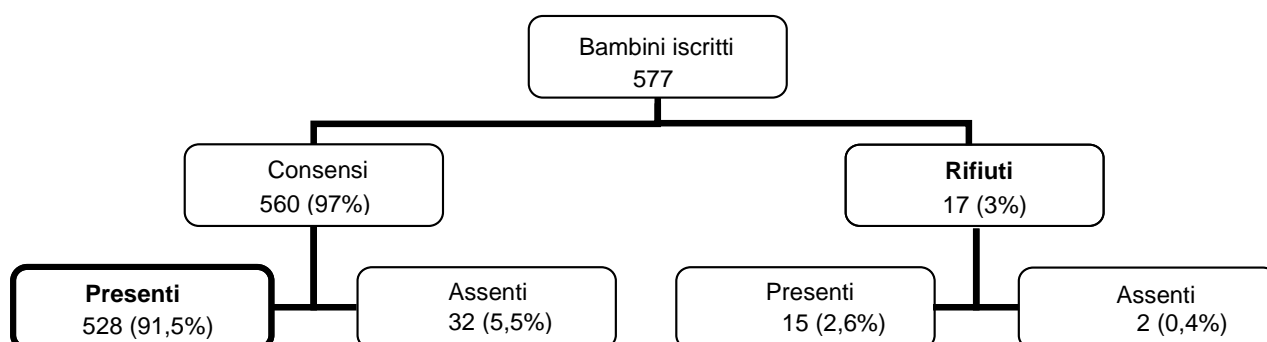 Bambini iscritti
577
Consensi
560 (97%)
Rifiuti
17 (3%)
Presenti
528 (91,5%)
Assenti
32 (5,5%)
Presenti
15 (2,6%)
Assenti
2 (0,4%)